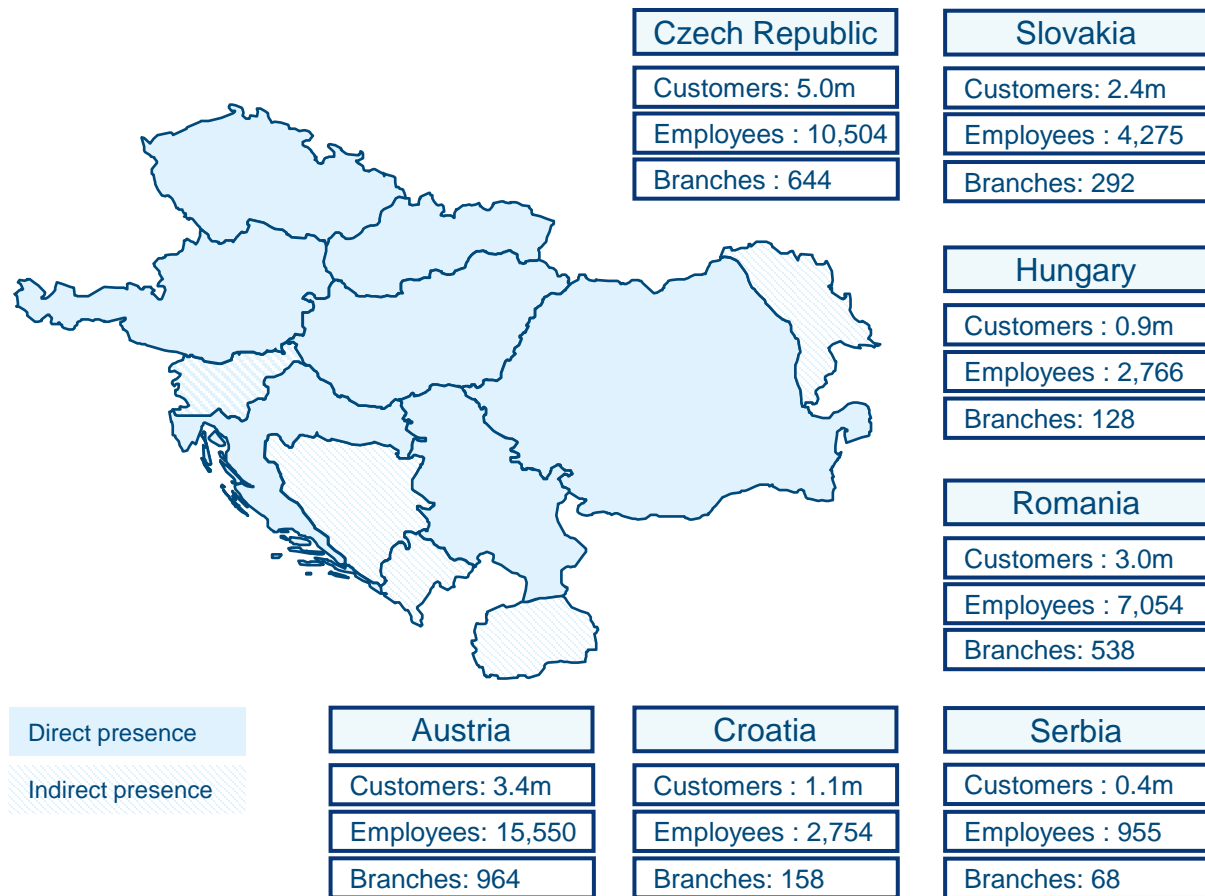 Czech Republic
Customers: 5.0m
Employees : 10,504
Branches : 644
Slovakia
Customers: 2.4m
Employees : 4,275
Branches: 292
Hungary
Customers : 0.9m
Employees : 2,766
Branches: 128
Romania
Customers : 3.0m
Employees : 7,054
Branches: 538
Direct presence
Indirect presence
Austria
Customers: 3.4m
Employees: 15,550
Branches: 964
Croatia
Customers : 1.1m
Employees : 2,754
Branches: 158
Serbia
Customers : 0.4m
Employees : 955
Branches: 68